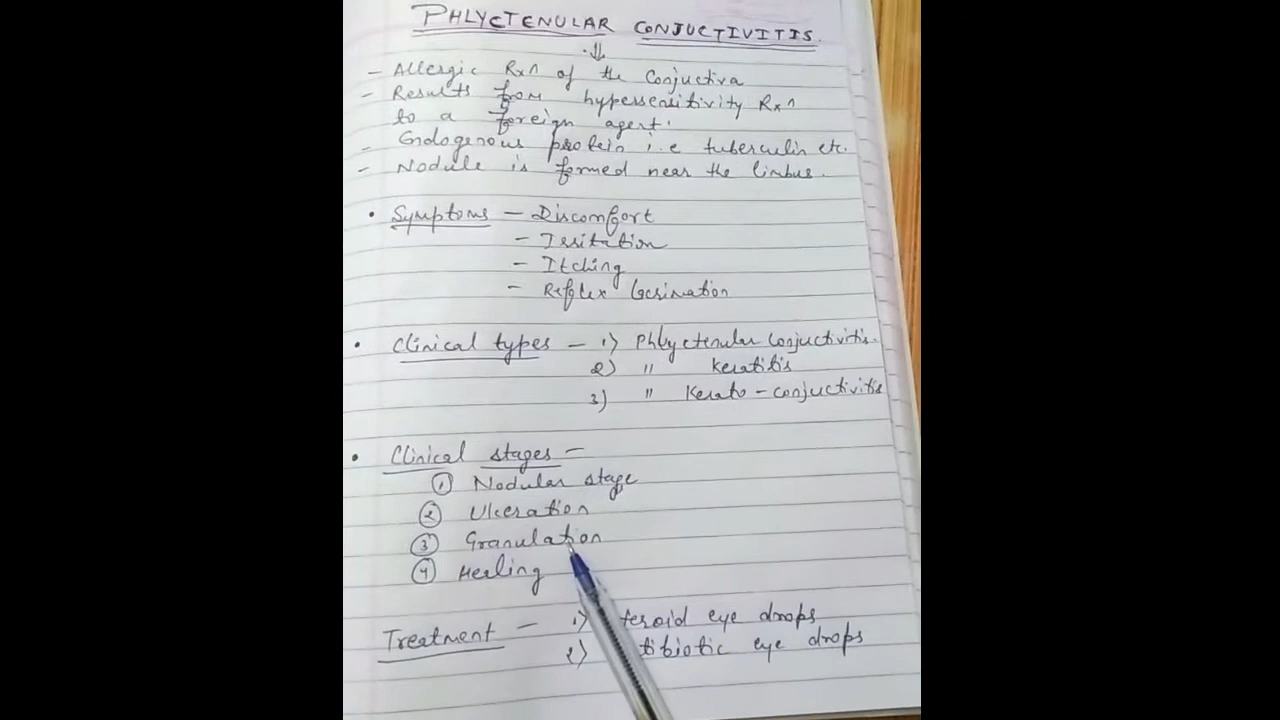 PHLYCTENULAR CONJUCTIVITIS.
- Allergic Rxn of the Conjuctiva
- Results from hypersensitivity Rxn
to a foreign agent.
- Endogenous protein i.e tuberculin etc.
- Nodule is formed near the limbus.
• Symptoms - Discomfort
- Irritation
- Itching
- Reflex lacrimation
• Clinical types - 1) Phlyctenular Conjuctivitis.
2) " keratitis
3) " Kerato-conjuctivitis
• Clinical stages -
① Nodular stage
② Ulceration
③ Granulation
④ Healing
Treatment - 1) teroid eye drops
2) tibiotic eye drops